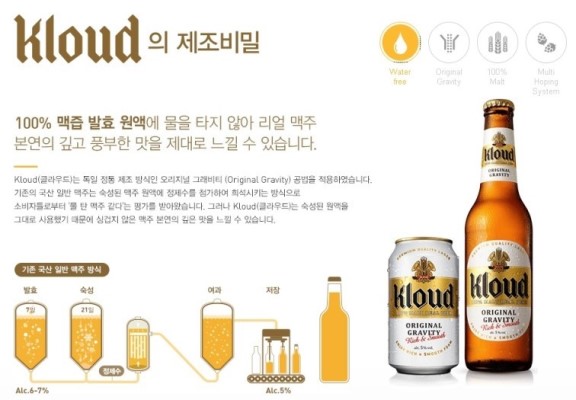 Kloud의 제조비밀
Water
free
Original
Gravity
100%
Malt
Multi
Hoping
System
100% 맥즙 발효 원액에 물을 타지 않아 리얼 맥주
본연의 깊고 풍부한 맛을 제대로 느낄 수 있습니다.
Kloud(클라우드)는 독일 정통 제조 방식인 오리지널 그래비티 (Original Gravity) 공법을 적용하였습니다.
기존의 국산 일반 맥주는 숙성된 맥주 원액에 정제수를 첨가하여 희석시키는 방식으로
소비자들로부터 '물 탄 맥주 같다'는 평가를 받아왔습니다. 그러나 Kloud(클라우드)는 숙성된 원액을
그대로 사용했기 때문에 싱겁지 않은 맥주 본연의 깊은 맛을 느낄 수 있습니다.
기존 국산 일반 맥주 방식
발효
숙성
여과
저장
7일
21일
정제수
Alc.6~7%
Alc.5%
Kloud
ORIGINAL
GRAVITY
Rich & Smooth
Kloud
ORIGINAL
GRAVITY
Kloud
ORIGINAL
GRAVITY
Rich & Smooth